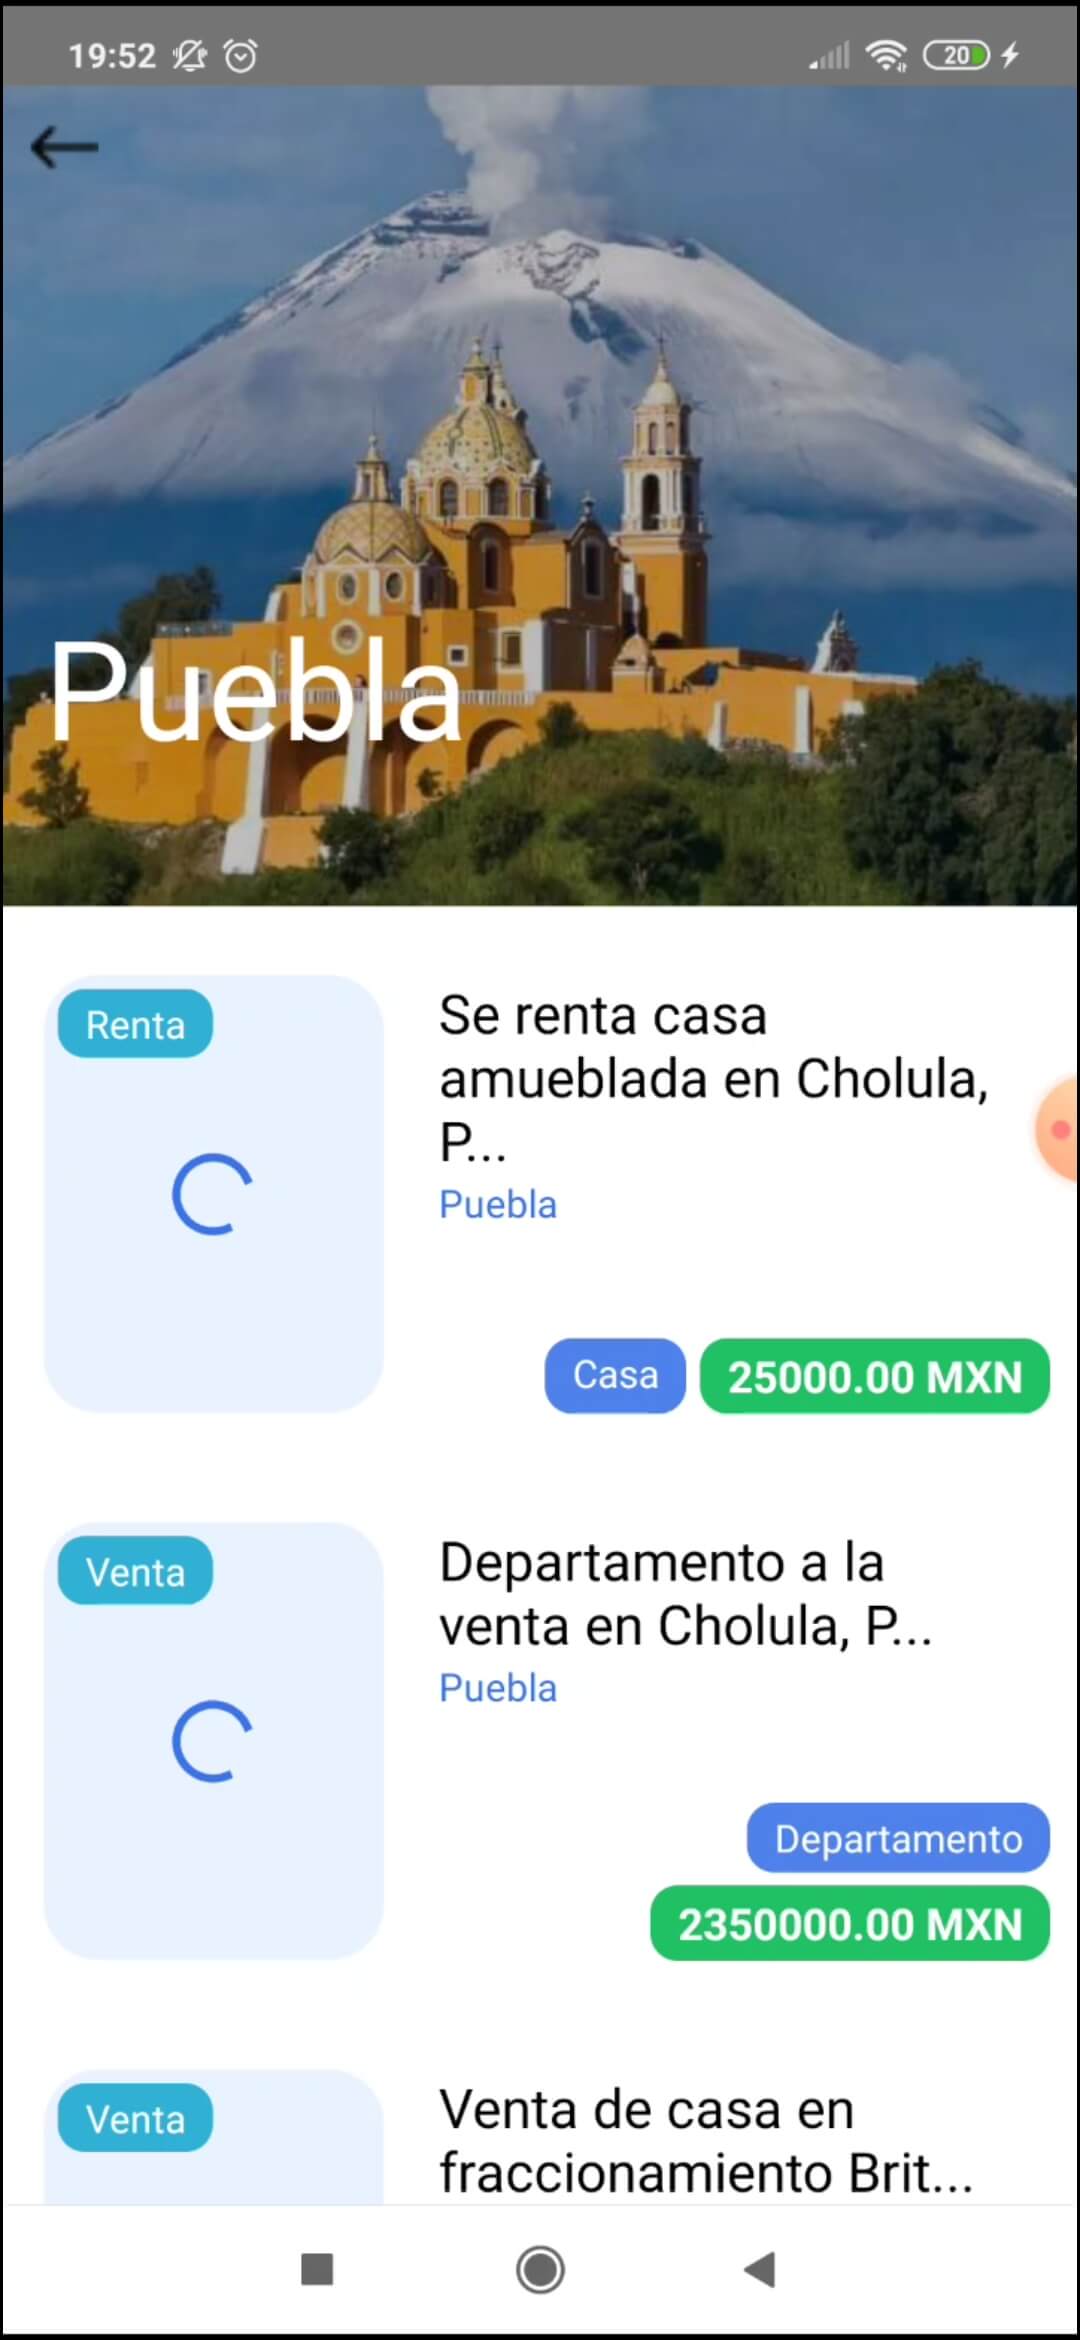 19:52
20
Puebla
Renta
Se renta casa
amueblada en Cholula,
P...
Puebla
Casa
25000.00 MXN
Venta
Departamento a la
venta en Cholula, P...
Puebla
Departamento
2350000.00 MXN
Venta
Venta de casa en
fraccionamiento Brit...